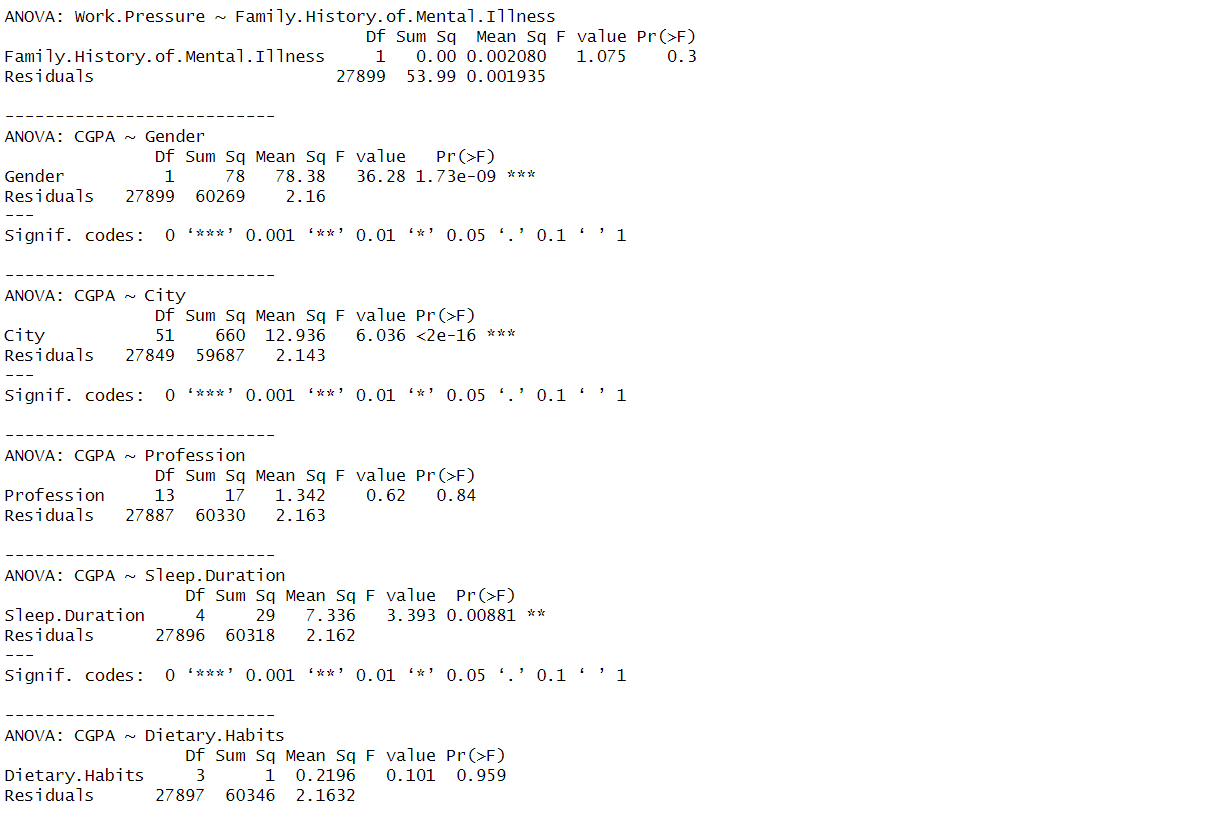 ANOVA: Work.Pressure ~ Family.History.of.Mental.Illness
                                    Df Sum Sq  Mean Sq F value Pr(>F)
Family.History.of.Mental.Illness     1   0.00 0.002080   1.075    0.3
Residuals                        27899  53.99 0.001935

---------------------------
ANOVA: CGPA ~ Gender
               Df Sum Sq Mean Sq F value   Pr(>F)
Gender          1     78   78.38   36.28 1.73e-09 ***
Residuals   27899  60269    2.16
---
Signif. codes:  0 ‘***’ 0.001 ‘**’ 0.01 ‘*’ 0.05 ‘.’ 0.1 ‘ ’ 1

---------------------------
ANOVA: CGPA ~ City
               Df Sum Sq Mean Sq F value Pr(>F)
City           51    660  12.936   6.036 <2e-16 ***
Residuals   27849  59687   2.143
---
Signif. codes:  0 ‘***’ 0.001 ‘**’ 0.01 ‘*’ 0.05 ‘.’ 0.1 ‘ ’ 1

---------------------------
ANOVA: CGPA ~ Profession
               Df Sum Sq Mean Sq F value Pr(>F)
Profession     13     17   1.342    0.62   0.84
Residuals   27887  60330   2.163

---------------------------
ANOVA: CGPA ~ Sleep.Duration
                  Df Sum Sq Mean Sq F value  Pr(>F)
Sleep.Duration     4     29   7.336   3.393 0.00881 **
Residuals      27896  60318   2.162
---
Signif. codes:  0 ‘***’ 0.001 ‘**’ 0.01 ‘*’ 0.05 ‘.’ 0.1 ‘ ’ 1

---------------------------
ANOVA: CGPA ~ Dietary.Habits
                  Df Sum Sq Mean Sq F value Pr(>F)
Dietary.Habits     3      1  0.2196   0.101  0.959
Residuals      27897  60346  2.1632